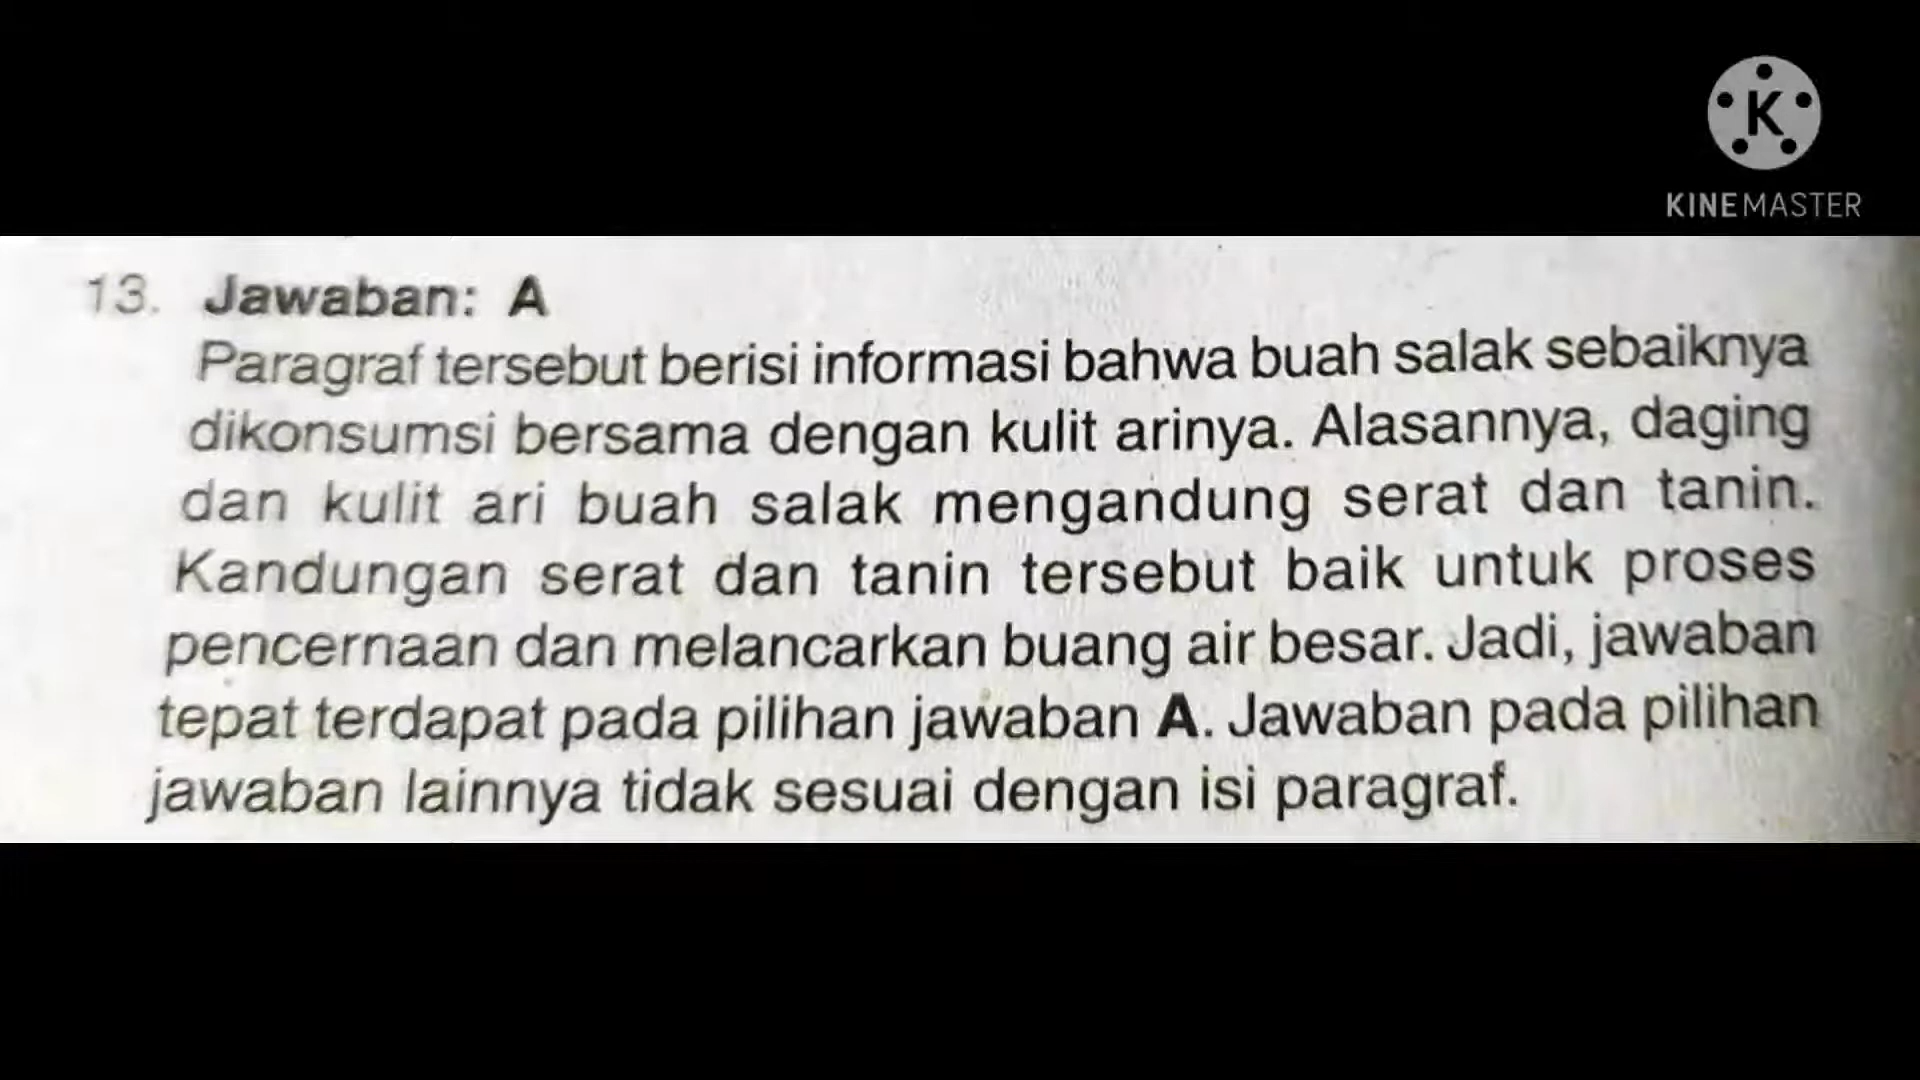 K
KINEMASTER
13. Jawaban: A
Paragraf tersebut berisi informasi bahwa buah salak sebaiknya
dikonsumsi bersama dengan kulit arinya. Alasannya, daging
dan kulit ari buah salak mengandung serat dan tanin.
Kandungan serat dan tanin tersebut baik untuk proses
pencernaan dan melancarkan buang air besar. Jadi, jawaban
tepat terdapat pada pilihan jawaban A. Jawaban pada pilihan
jawaban lainnya tidak sesuai dengan isi paragraf.